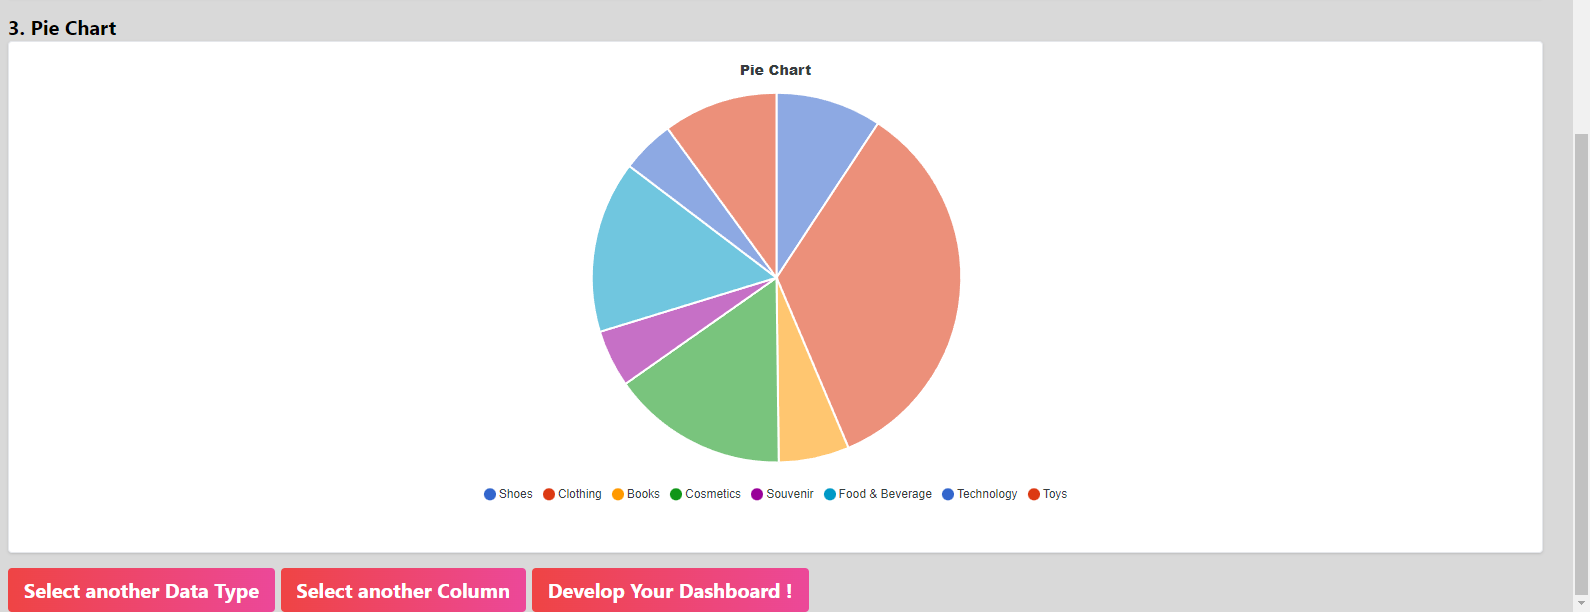 3. Pie Chart
Pie Chart
Shoes Clothing Books Cosmetics Souvenir Food & Beverage Technology Toys
Select another Data Type Select another Column Develop Your Dashboard !